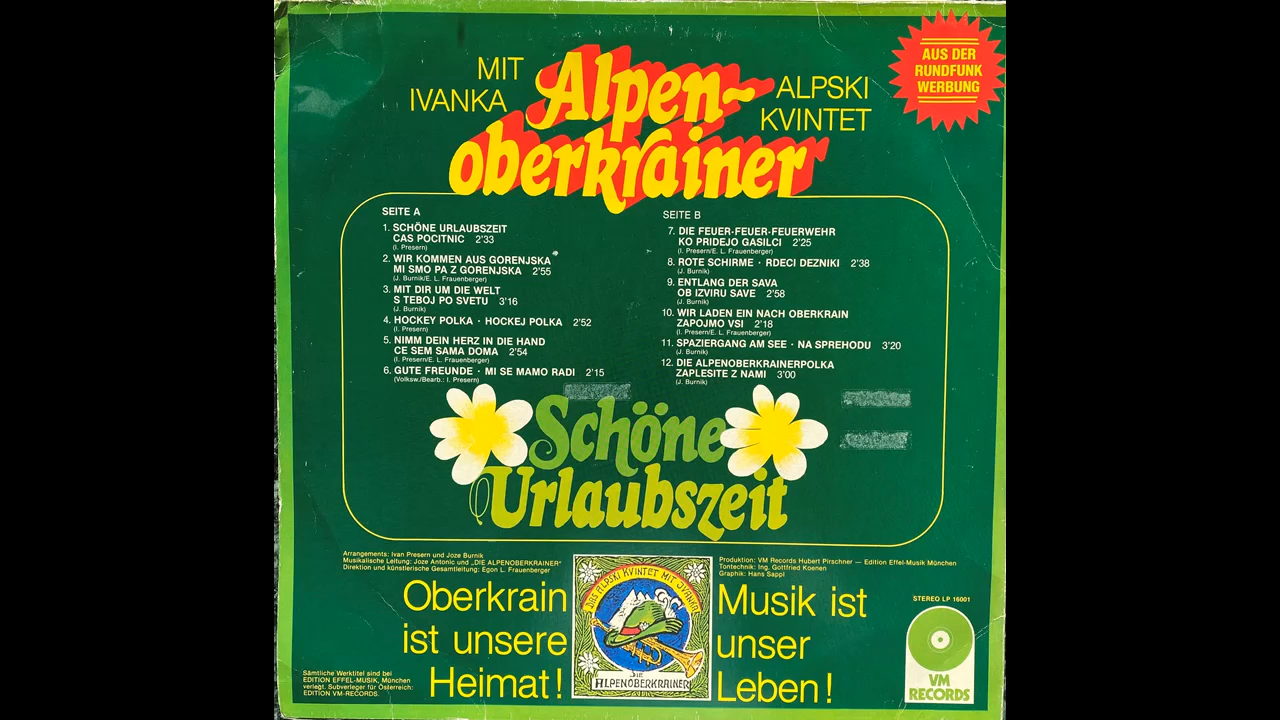 MIT
IVANKA
Alpen-
oberkrainer
ALPSKI
KVINTET
AUS DER
RUNDFUNK
WERBUNG
SEITE A
1. SCHÖNE URLAUBSZEIT
CAS POCITNIC 2'33
(I. Presern)
2. WIR KOMMEN AUS GORENJSKA
MI SMO PA Z GORENJSKA 2'55
(J. Burnik/E. L. Frauenberger)
3. MIT DIR UM DIE WELT
S TEBOJ PO SVETU 3'16
(J. Burnik)
4. HOCKEY POLKA · HOCKEJ POLKA 2'52
(I. Presern)
5. NIMM DEIN HERZ IN DIE HAND
CE SEM SAMA DOMA 2'54
(I. Presern/E. L. Frauenberger)
6. GUTE FREUNDE · MI SE MAMO RADI 2'15
(Volksw./Bearb.: I. Presern)
SEITE B
7. DIE FEUER-FEUER-FEUERWEHR
KO PRIDEJO GASILCI 2'25
(I. Presern/E. L. Frauenberger)
8. ROTE SCHIRME · RDECI DEZNIKI 2'38
(J. Burnik)
9. ENTLANG DER SAVA
OB IZVIRU SAVE 2'58
(J. Burnik)
10. WIR LADEN EIN NACH OBERKRAIN
ZAPOJMO VSI 2'18
(I. Presern/E. L. Frauenberger)
11. SPAZIERGANG AM SEE · NA SPREHODU 3'20
(J. Burnik)
12. DIE ALPENOBERKRAINERPOLKA
ZAPLESITE Z NAMI 3'00
(J. Burnik)
Schöne
Urlaubszeit
Arrangements: Ivan Presern und Joze Burnik
Musikalische Leitung: Joze Antonic und „DIE ALPENOBERKRAINER"
Direktion und künstlerische Gesamtleitung: Egon L. Frauenberger
Produktion: VM Records Hubert Pirschner — Edition Effel-Musik München
Tontechnik: Ing. Gottfried Koenen
Graphik: Hans Sappl
Oberkrain
ist unsere
Heimat!
DAS ALPSKI KVINTET MIT IVANKA
DIE
ALPENOBERKRAINER
Musik ist
unser
Leben!
STEREO LP 16001
VM
RECORDS
Sämtliche Werktitel sind bei
EDITION EFFEL-MUSIK, München
verlegt. Subverleger für Österreich:
EDITION VM-RECORDS.